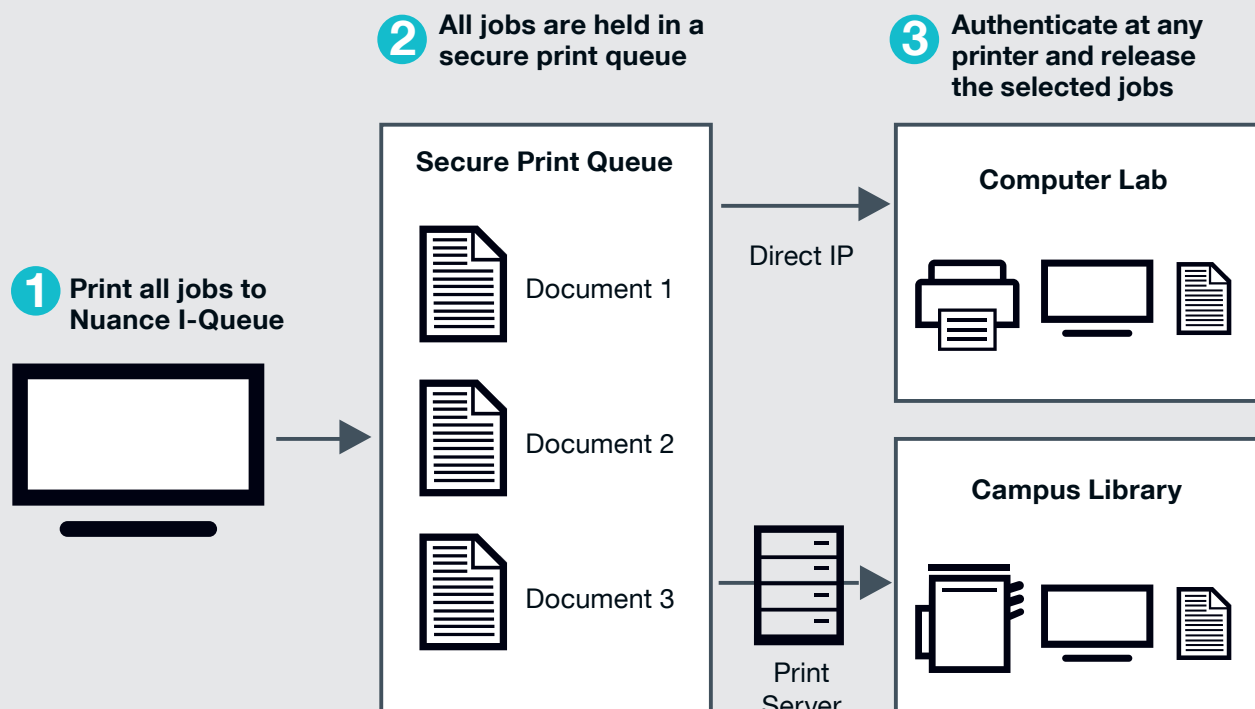 1 Print all jobs to
Nuance I-Queue
2 All jobs are held in a
secure print queue
Secure Print Queue
Document 1
Document 2
Document 3
Direct IP
Print
Server
3 Authenticate at any
printer and release
the selected jobs
Computer Lab
Campus Library